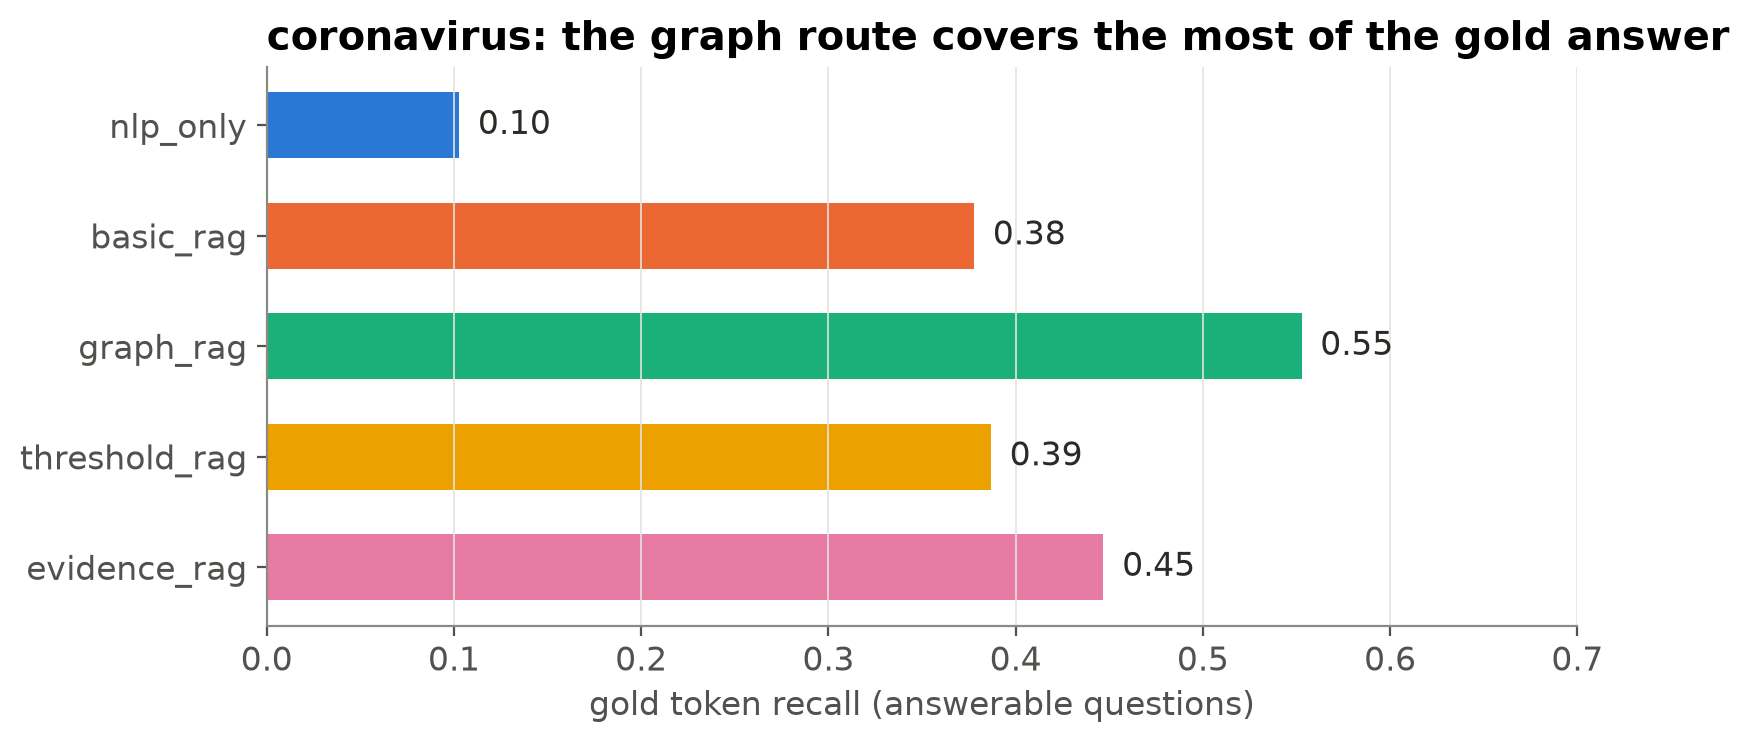 coronavirus: the graph route covers the most of the gold answer
nlp_only
0.10
basic_rag
0.38
graph_rag
0.55
threshold_rag
0.39
evidence_rag
0.45
0.0 0.1 0.2 0.3 0.4 0.5 0.6 0.7
gold token recall (answerable questions)